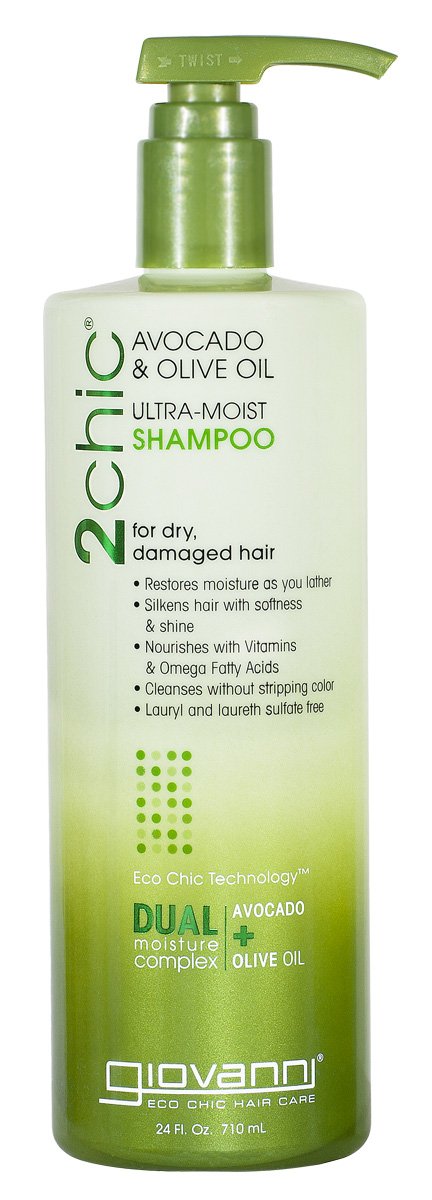 TWIST
2chic®
AVOCADO
& OLIVE OIL
ULTRA-MOIST
SHAMPOO
for dry,
damaged hair
• Restores moisture as you lather
• Silkens hair with softness
& shine
• Nourishes with Vitamins
& Omega Fatty Acids
• Cleanses without stripping color
• Lauryl and laureth sulfate free
Eco Chic Technology™
DUAL
moisture
complex
AVOCADO
+
OLIVE OIL
giovanni®
ECO CHIC HAIR CARE
24 Fl. Oz. 710 mL